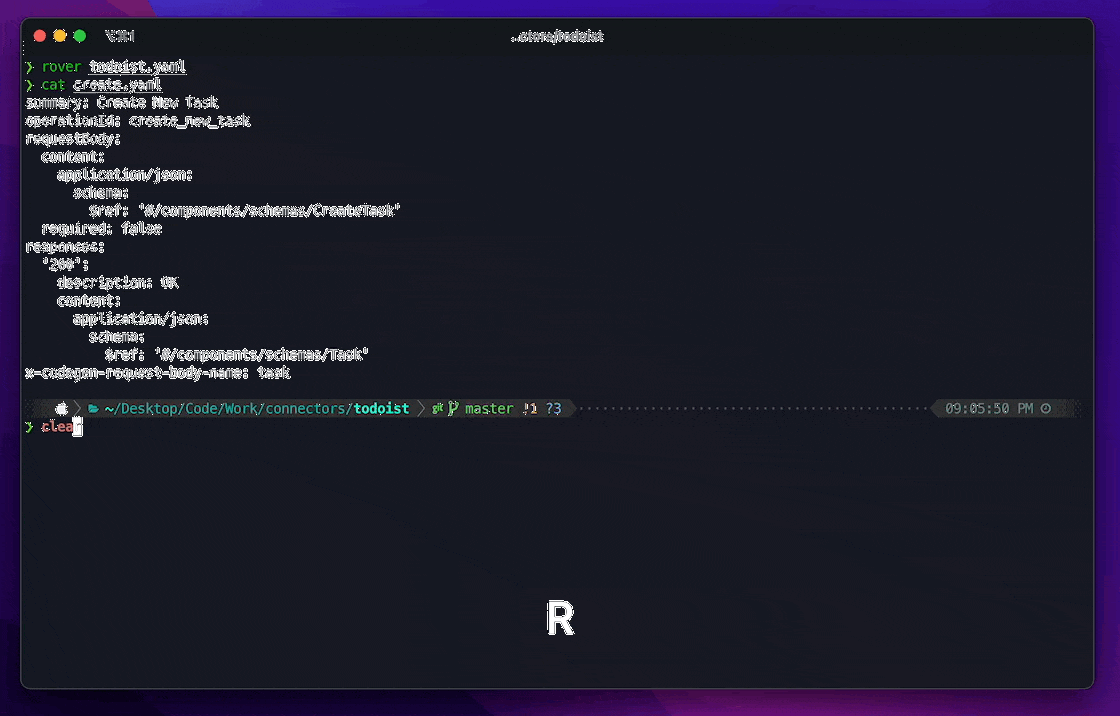 ..ctors/todoist
❯ rover todoist.yaml
❯ cat create.yaml
summary: Create New Task
operationId: create_new_task
requestBody:
  content:
    application/json:
      schema:
        $ref: '#/components/schemas/CreateTask'
  required: false
responses:
  '200':
    description: OK
    content:
      application/json:
        schema:
          $ref: '#/components/schemas/Task'
x-codegen-request-body-name: task
~/Desktop/Code/Work/connectors/todoist git master !1 ?3 09:05:50 PM
❯ clea
R